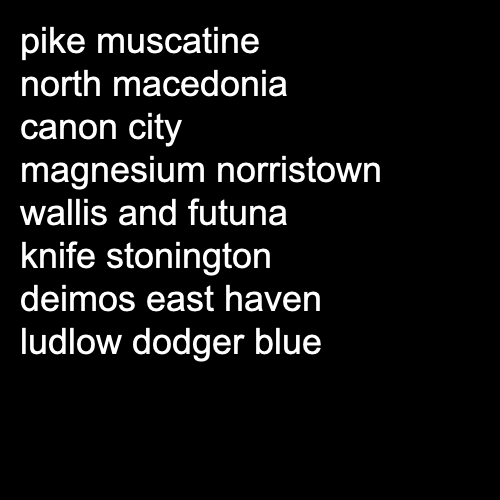 pike muscatine
north macedonia
canon city
magnesium norristown
wallis and futuna
knife stonington
deimos east haven
ludlow dodger blue